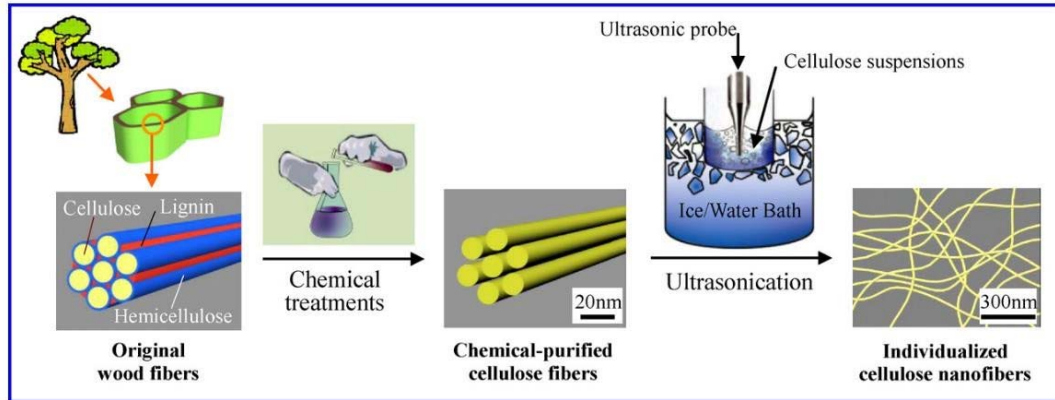 Ultrasonic probe
Cellulose suspensions
Cellulose
Lignin
Hemicellulose
Chemical
treatments
20nm
Ice/Water Bath
Ultrasonication
300nm
Original
wood fibers
Chemical-purified
cellulose fibers
Individualized
cellulose nanofibers